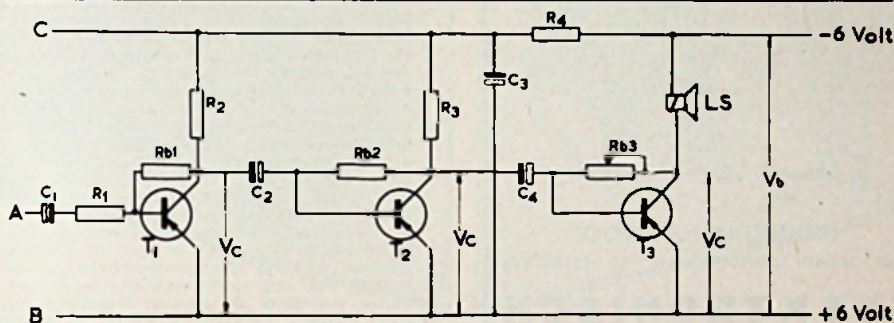 C R4 -6 Volt
C3
R2 R3 LS
Rb1 Rb2 Rb3 Vb
A C1 R1 C2 C4
VC VC VC
T1 T2 T3
B +6 Volt